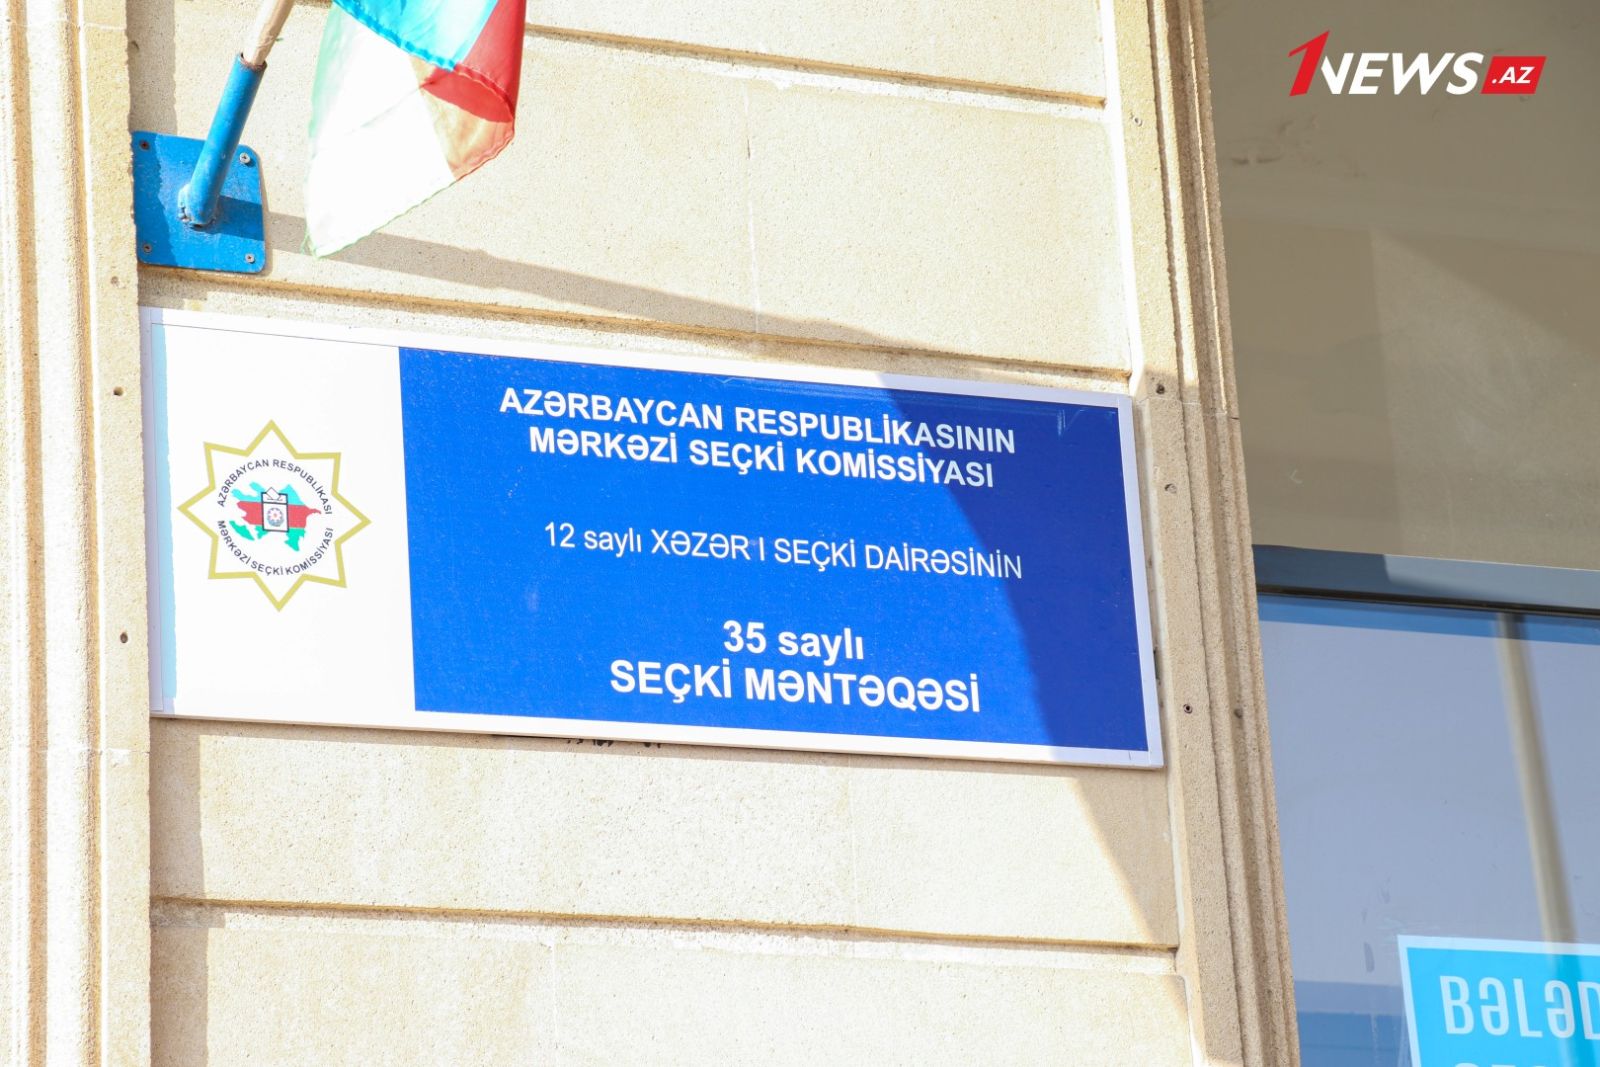 1NEWS.AZ
AZƏRBAYCAN RESPUBLİKASININ
MƏRKƏZİ SEÇKİ KOMİSSİYASI
12 saylı XƏZƏR I SEÇKİ DAİRƏSİNİN
35 saylı
SEÇKİ MƏNTƏQƏSİ
AZƏRBAYCAN RESPUBLİKASI
MƏRKƏZİ SEÇKİ KOMİSSİYASI
BƏLƏD